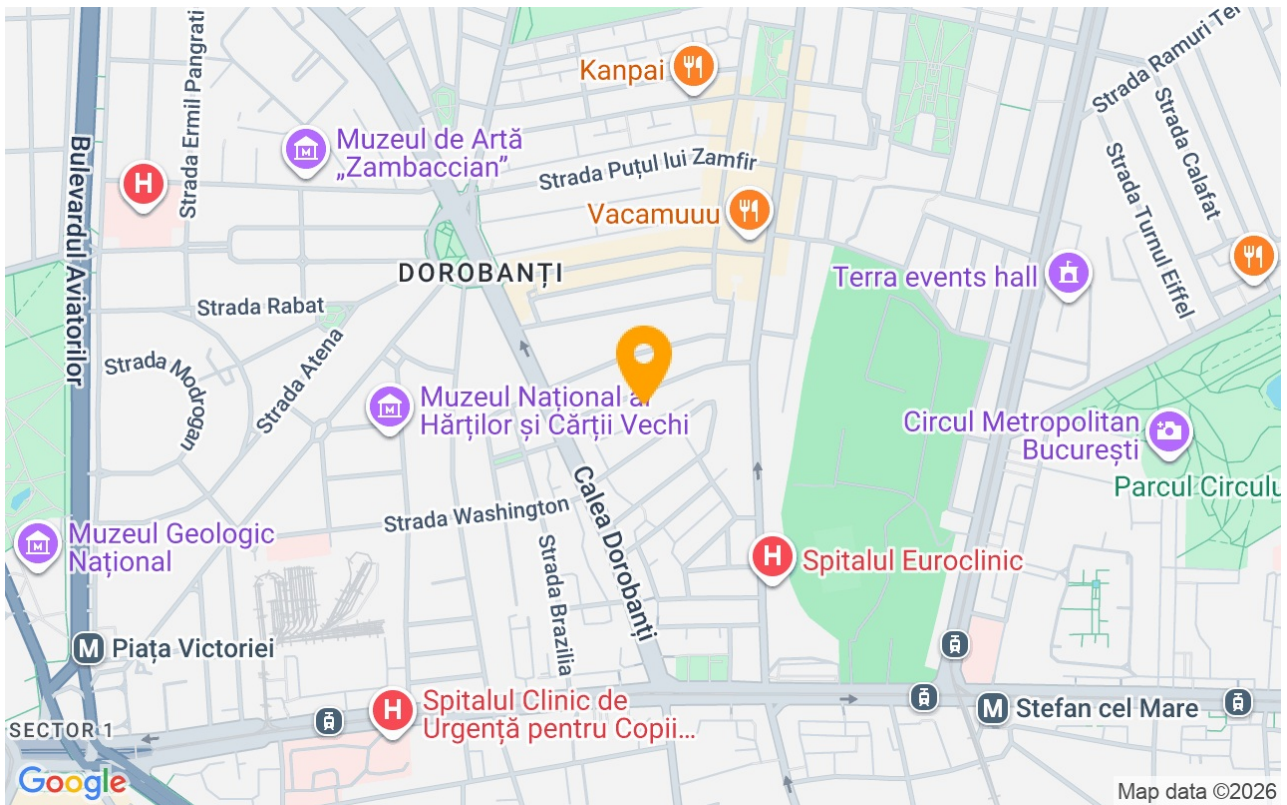 Strada Ermil Pangrati
Kanpai
Strada Ramuri Tei
Strada Calafat
Bulevardul Aviatorilor
H
M
Muzeul de Artă
„Zambaccian”
Strada Puțul lui Zamfir
Strada Turnul Eiffel
Vacamuuu
DOROBANȚI
Terra events hall
Strada Rabat
Strada Atena
Strada Modrogan
M
Muzeul Național al
Hărților și Cărții Vechi
Circul Metropolitan
București
Parcul Circulu
Calea Dorobanți
Strada Washington
M
Muzeul Geologic
Național
Strada Brazilia
H
Spitalul Euroclinic
M
Piața Victoriei
H
Spitalul Clinic de
Urgență pentru Copii...
M
Stefan cel Mare
SECTOR 1
Google
Map data ©2026